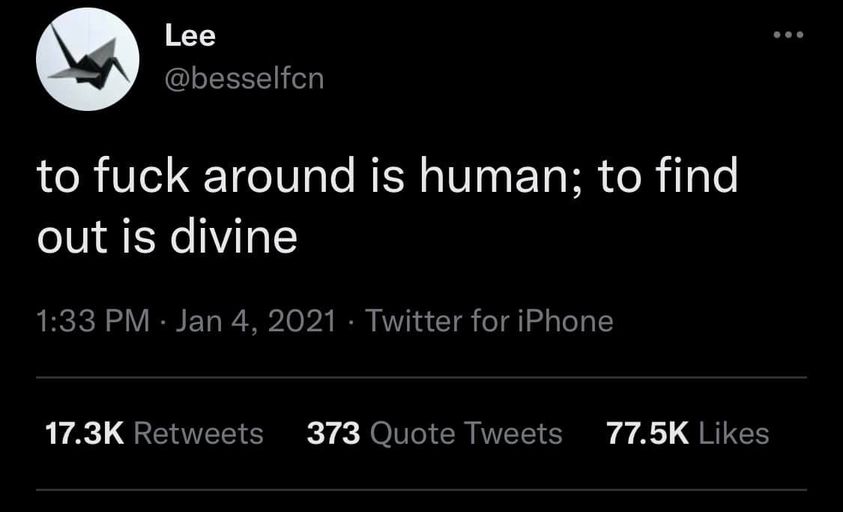 Lee
@besselfcn
to fuck around is human; to find
out is divine
1:33 PM · Jan 4, 2021 · Twitter for iPhone
17.3K Retweets 373 Quote Tweets 77.5K Likes